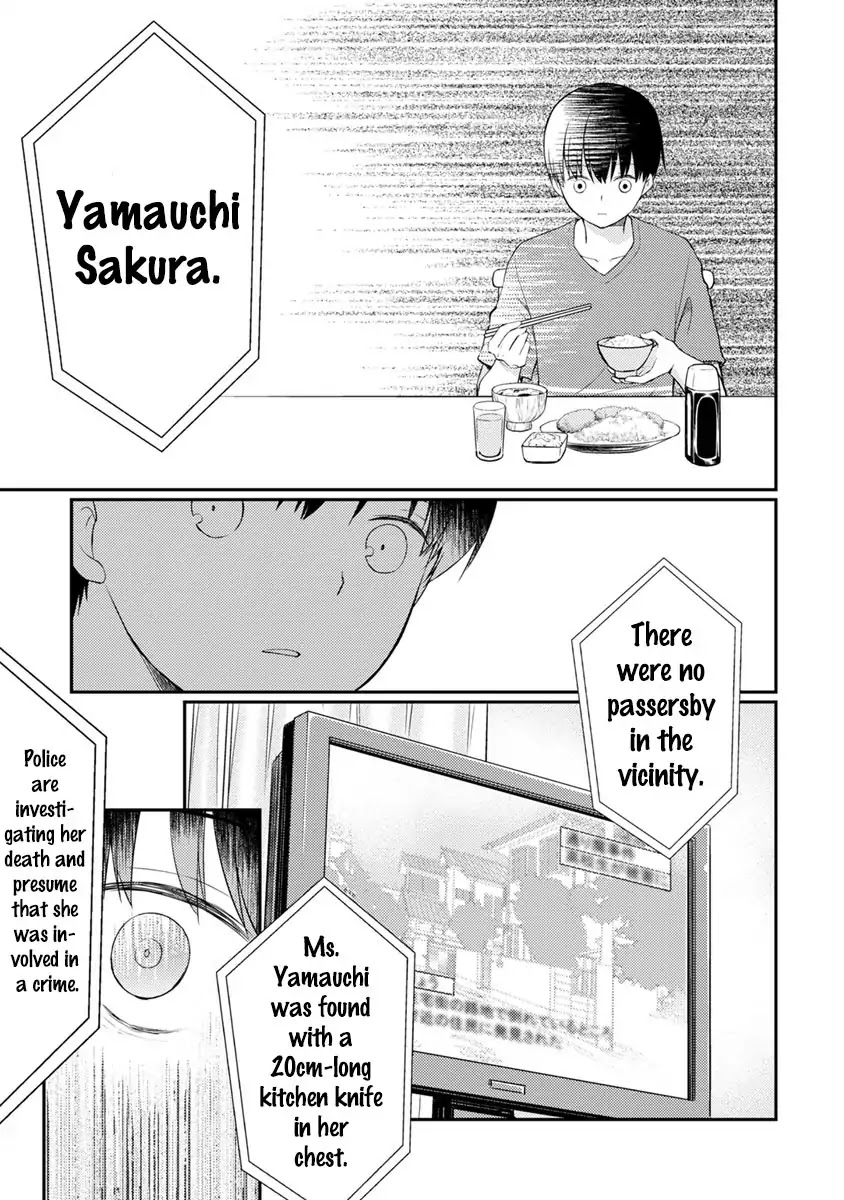 Yamauchi
Sakura.
There
were no
passersby
in the
vicinity.
Ms.
Yamauchi
was found
with a
20cm-long
kitchen knife
in her
chest.
Police
are
investi-
gating her
death and
presume
that she
was in-
volved in
a crime.